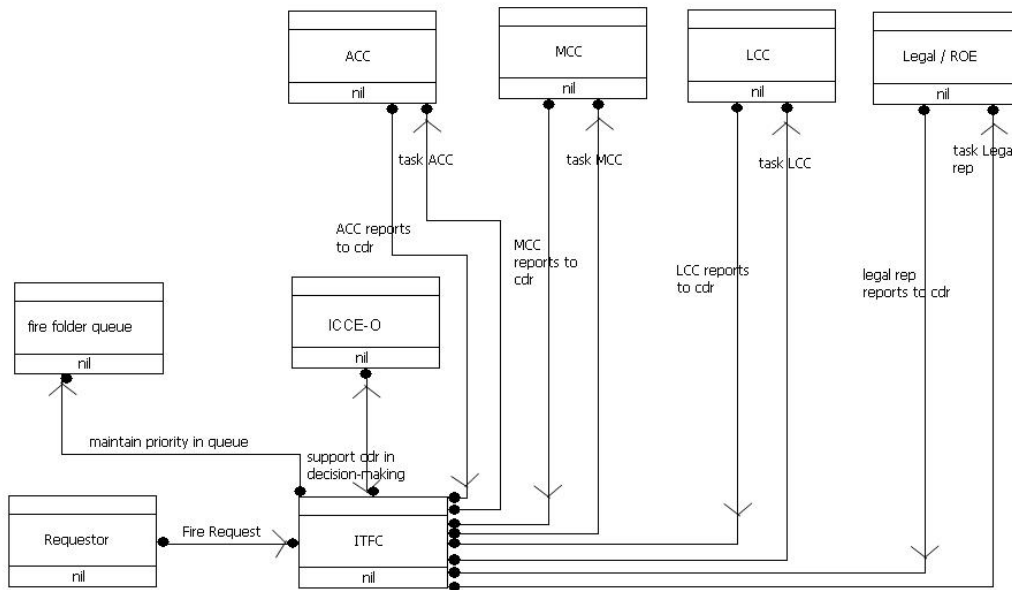 ACC
nil
MCC
nil
LCC
nil
Legal / ROE
nil
task ACC
task MCC
task LCC
task Legal
rep
ACC reports
to cdr
MCC
reports to
cdr
LCC reports
to cdr
legal rep
reports to cdr
fire folder queue
nil
ICCE-O
nil
maintain priority in queue
support cdr in
decision-making
Requestor
nil
Fire Request
ITFC
nil